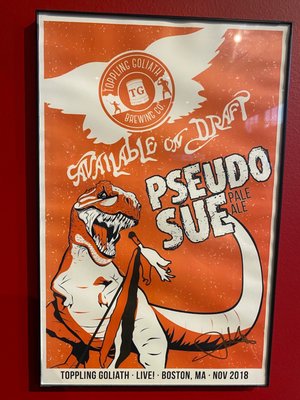 TOPPLING GOLIATH
TG
BREWING CO.
AVAILABLE ON DRAFT
PSEUDO
SUE
PALE
ALE
TOPPLING GOLIATH · LIVE! · BOSTON, MA · NOV 2018